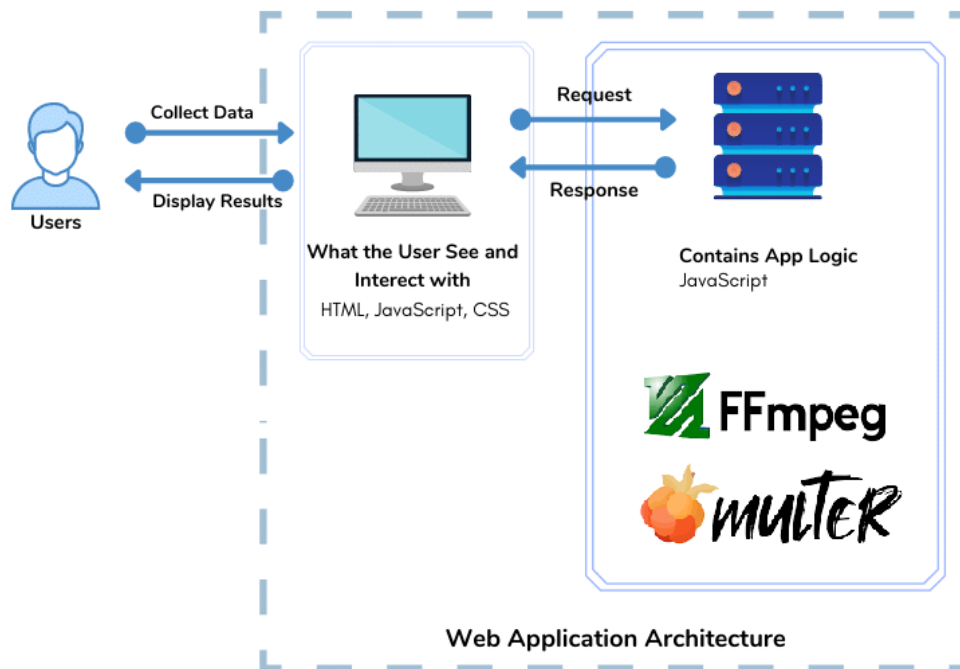 Collect Data
Display Results
Users
What the User See and
Interect with
HTML, JavaScript, CSS
Request
Response
Contains App Logic
JavaScript
FFmpeg
MULTER
Web Application Architecture